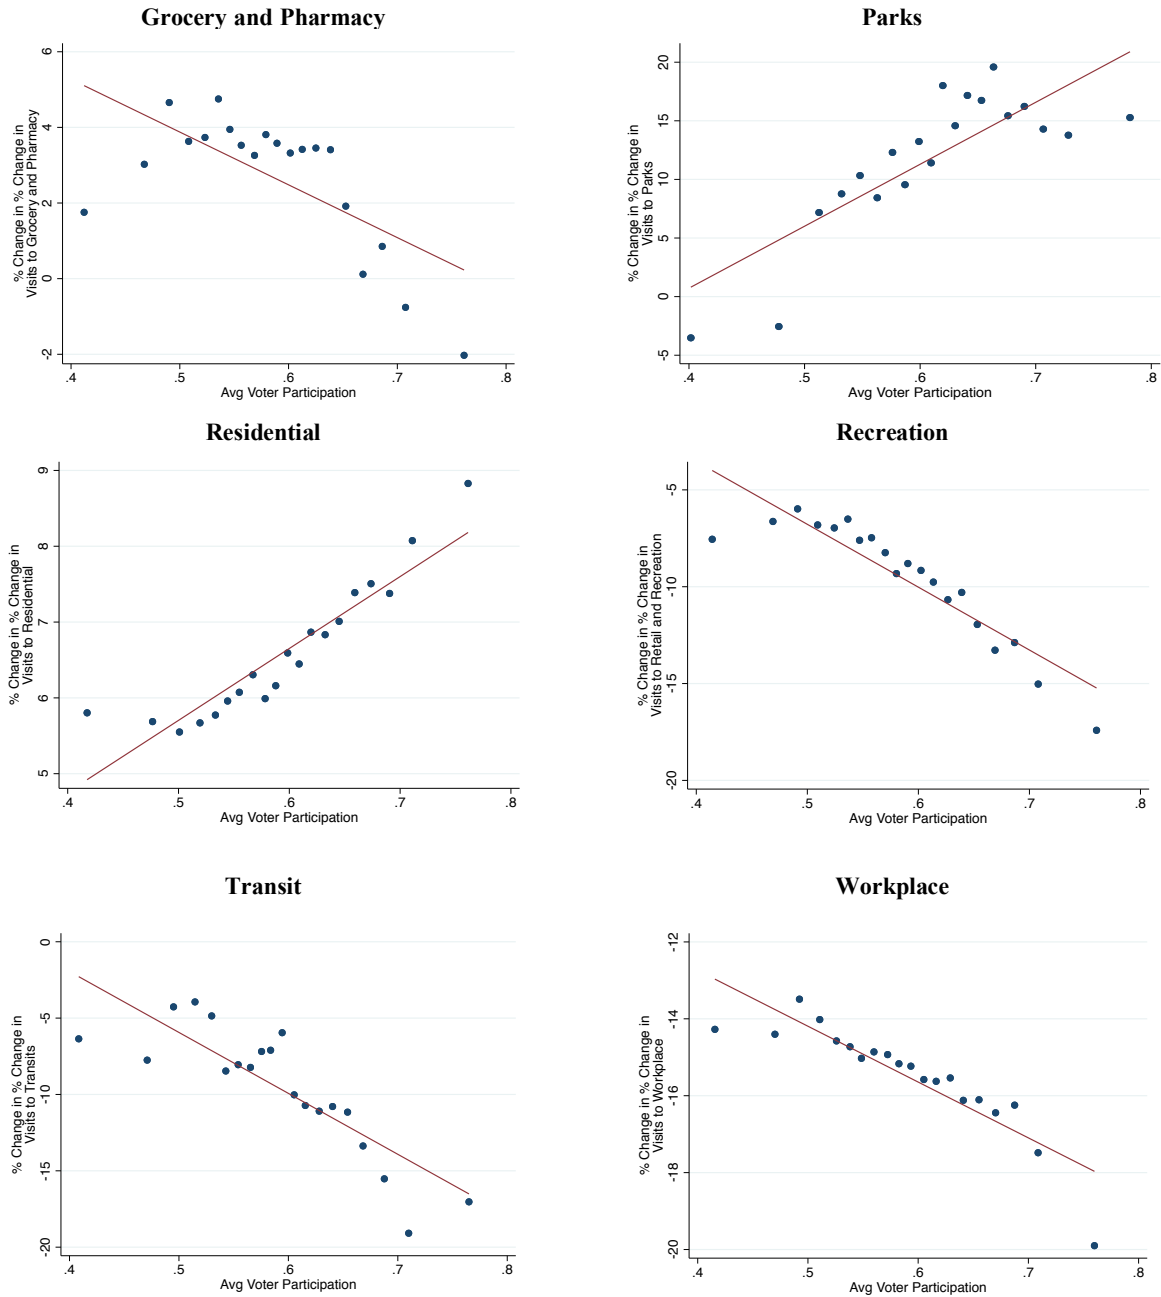 Grocery and Pharmacy
% Change in % Change in
Visits to Grocery and Pharmacy
6
4
2
0
-2
.4 .5 .6 .7 .8
Avg Voter Participation
Parks
% Change in % Change in
Visits to Parks
20
15
10
5
0
-5
.4 .5 .6 .7 .8
Avg Voter Participation
Residential
% Change in % Change in
Visits to Residential
9
8
7
6
5
.4 .5 .6 .7 .8
Avg Voter Participation
Recreation
% Change in % Change in
Visits to Retail and Recreation
-5
-10
-15
-20
.4 .5 .6 .7 .8
Avg Voter Participation
Transit
% Change in % Change in
Visits to Transits
0
-5
-10
-15
-20
.4 .5 .6 .7 .8
Avg Voter Participation
Workplace
% Change in % Change in
Visits to Workplace
-12
-14
-16
-18
-20
.4 .5 .6 .7 .8
Avg Voter Participation